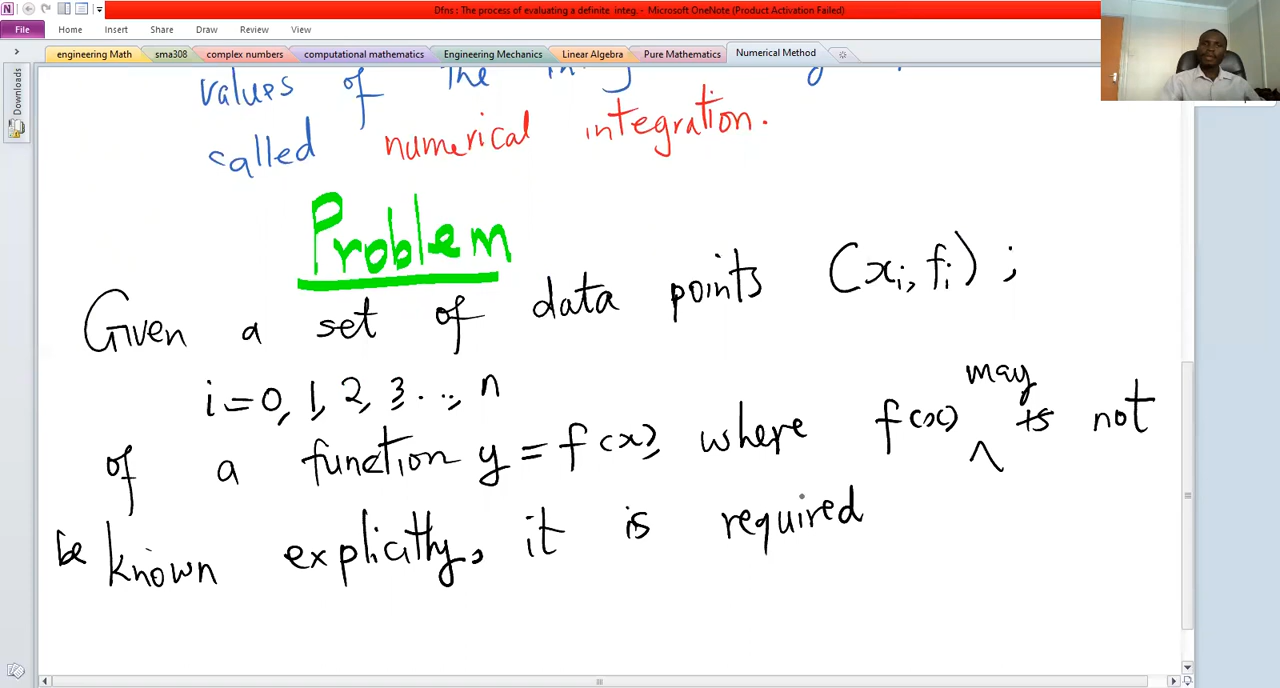 Dfns : The process of evaluating a definite integ. - Microsoft OneNote (Product Activation Failed)
File Home Insert Share Draw Review View
engineering Math sma308 complex numbers computational mathematics Engineering Mechanics Linear Algebra Pure Mathematics Numerical Method
Downloads
values of the
called numerical integration.
Problem
Given a set of data points (xi, fi) ;
i=0, 1, 2, 3 . . ., n
may
of a function y = f(x), where f(x) ^ is not
be known explicitly, it is required